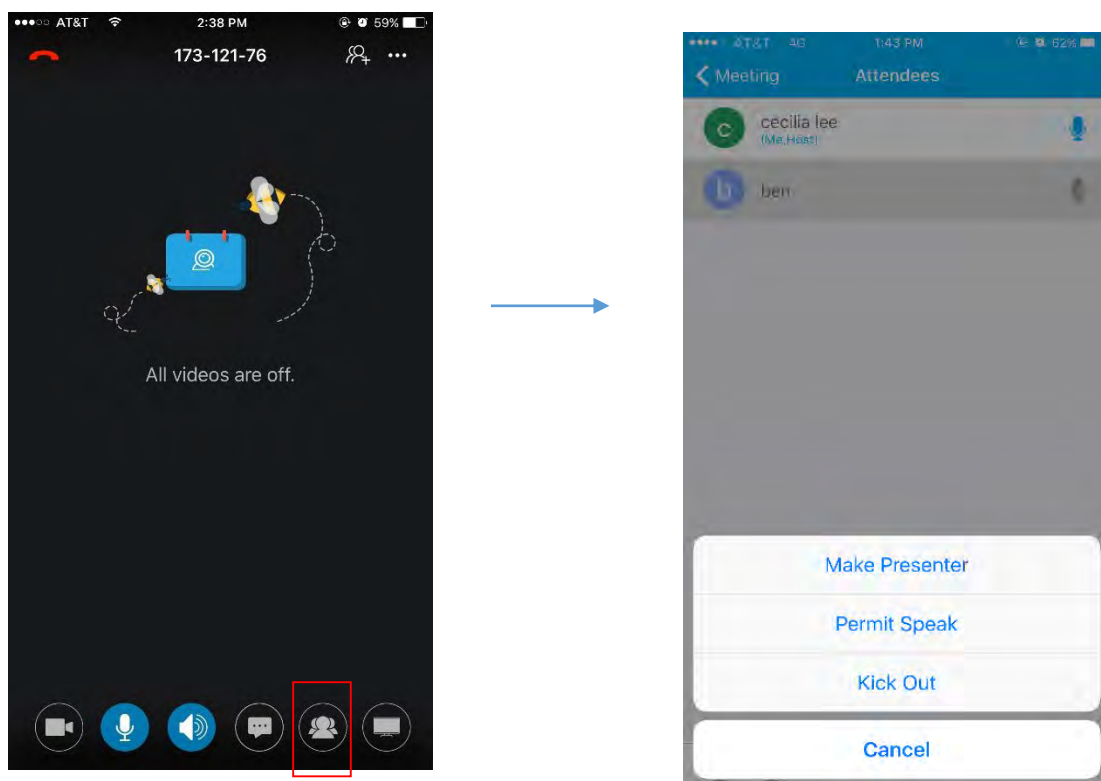 AT&T 2:38 PM 59%
173-121-76
All videos are off.
AT&T 4G 1:43 PM 62%
Meeting Attendees
c cecilia lee
(Me,Host)
b ben
Make Presenter
Permit Speak
Kick Out
Cancel